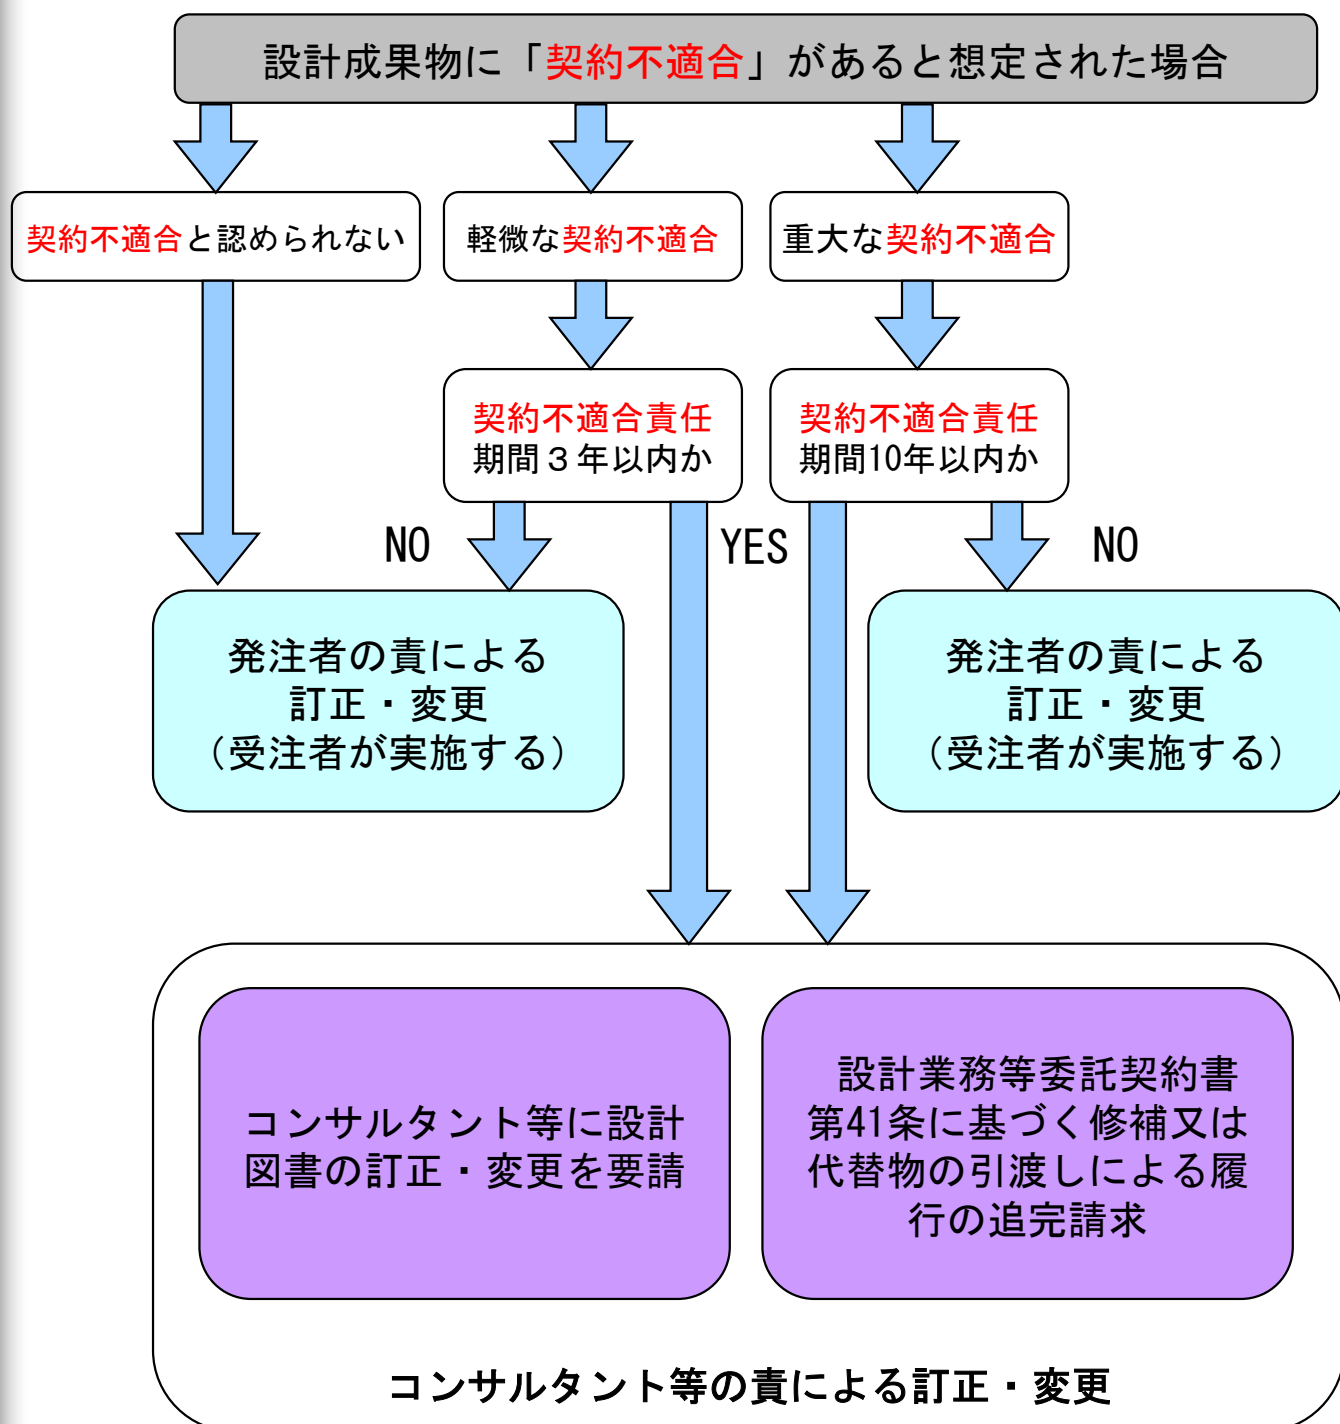 設計成果物に「契約不適合」があると想定された場合
契約不適合と認められない
軽微な契約不適合
重大な契約不適合
契約不適合責任
期間３年以内か
契約不適合責任
期間10年以内か
NO
YES
NO
発注者の責による
訂正・変更
（受注者が実施する）
発注者の責による
訂正・変更
（受注者が実施する）
コンサルタント等に設計
図書の訂正・変更を要請
設計業務等委託契約書
第41条に基づく修補又は
代替物の引渡しによる履
行の追完請求
コンサルタント等の責による訂正・変更